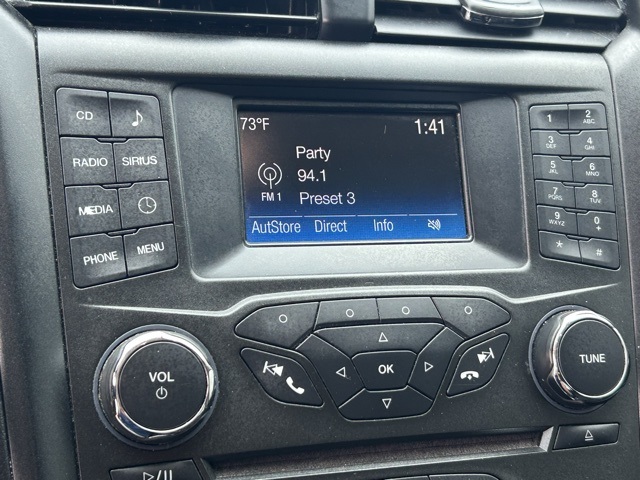 73°F 1:41
Party
94.1
FM 1 Preset 3
AutStore Direct Info
CD
RADIO SIRIUS
MEDIA
PHONE MENU
1 2 ABC
3 DEF 4 GHI
5 JKL 6 MNO
7 PQRS 8 TUV
9 WXYZ 0 +
* #
VOL
OK
TUNE